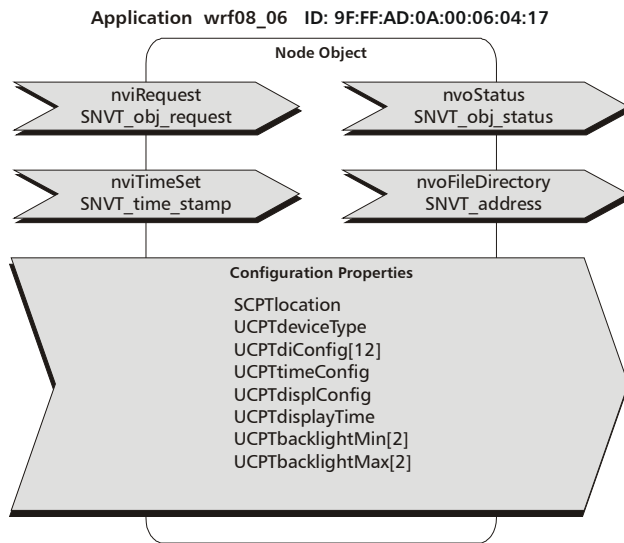 Application wrf08_06 ID: 9F:FF:AD:0A:00:06:04:17
Node Object
nviRequest
SNVT_obj_request
nvoStatus
SNVT_obj_status
nviTimeSet
SNVT_time_stamp
nvoFileDirectory
SNVT_address
Configuration Properties
SCPTlocation
UCPTdeviceType
UCPTdiConfig[12]
UCPTtimeConfig
UCPTdisplConfig
UCPTdisplayTime
UCPTbacklightMin[2]
UCPTbacklightMax[2]